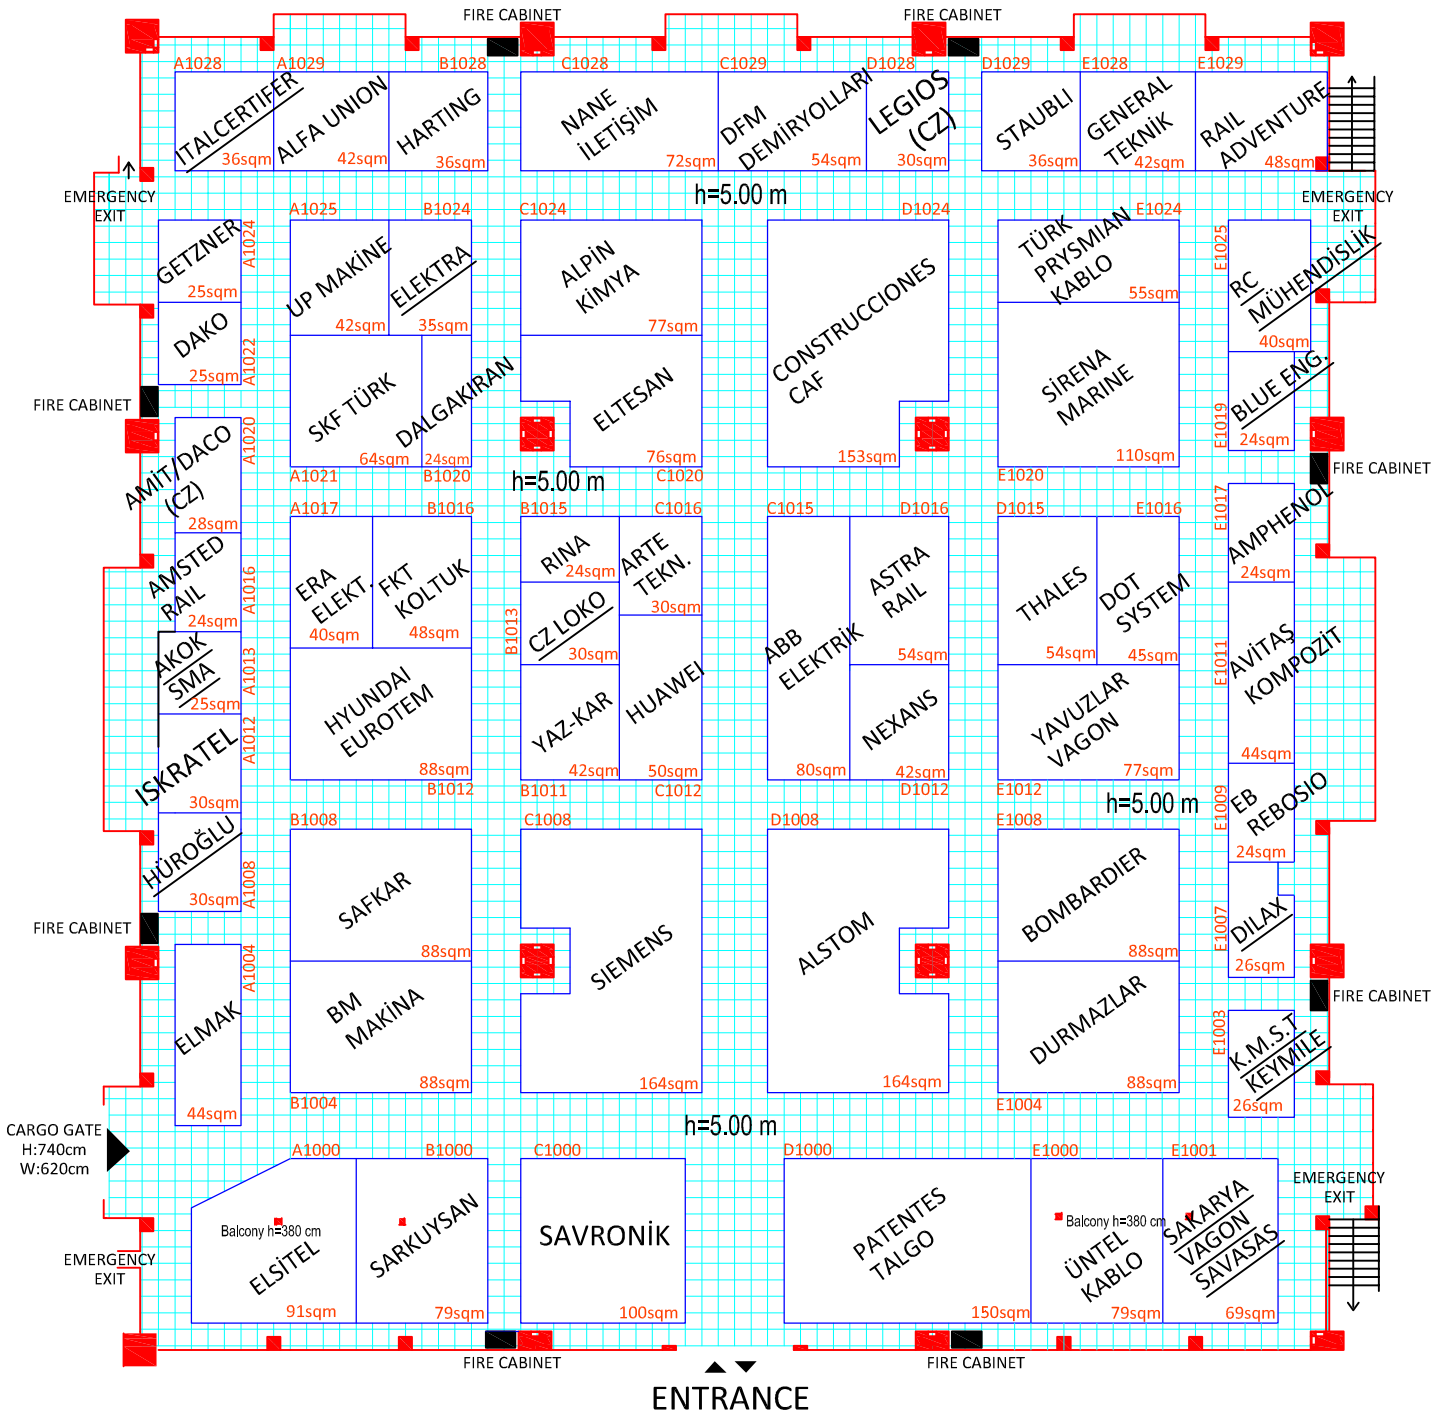 FIRE CABINET
FIRE CABINET
A1028
A1029
B1028
C1028
C1029
D1028
D1029
E1028
E1029
ITALCERTIFER
36sqm
ALFA UNION
42sqm
HARTING
36sqm
NANE
İLETİŞİM
72sqm
DFM
DEMİRYOLLARI
54sqm
LEGIOS
(CZ)
30sqm
STAUBLI
36sqm
GENERAL
TEKNİK
42sqm
RAIL
ADVENTURE
48sqm
EMERGENCY
EXIT
h=5.00 m
EMERGENCY
EXIT
A1025
B1024
C1024
D1024
E1024
GETZNER
A1024
25sqm
UP MAKİNE
42sqm
ELEKTRA
35sqm
ALPİN
KİMYA
77sqm
CONSTRUCCIONES
CAF
153sqm
TÜRK
PRYSMIAN
KABLO
55sqm
E1025
RC
MÜHENDİSLİK
40sqm
DAKO
A1022
25sqm
SKF TÜRK
64sqm
DALGAKIRAN
24sqm
ELTESAN
76sqm
SİRENA
MARINE
110sqm
BLUE ENG.
E1019
24sqm
FIRE CABINET
A1021
B1020
C1020
E1020
FIRE CABINET
h=5.00 m
AMİT/DACO
(CZ)
A1020
28sqm
A1017
B1016
B1015
C1016
C1015
D1016
D1015
E1016
E1017
AMPHENOL
24sqm
AMSTED
RAIL
A1016
24sqm
ERA
ELEKT.
40sqm
FKT
KOLTUK
48sqm
RINA
24sqm
ARTE
TEKN.
30sqm
B1013
CZ LOKO
30sqm
ABB
ELEKTRİK
80sqm
ASTRA
RAIL
54sqm
THALES
54sqm
DOT
SYSTEM
45sqm
E1011
AVİTAŞ
KOMPOZİT
44sqm
AKOK
SMA
A1013
25sqm
HYUNDAI
EUROTEM
88sqm
YAZ-KAR
42sqm
HUAWEI
50sqm
NEXANS
42sqm
YAVUZLAR
VAGON
77sqm
ISKRATEL
A1012
30sqm
B1012
B1011
C1012
D1012
E1012
h=5.00 m
E1009
EB
REBOSIO
24sqm
B1008
C1008
D1008
E1008
HÜROĞLU
A1008
30sqm
SAFKAR
88sqm
SIEMENS
164sqm
ALSTOM
164sqm
BOMBARDIER
88sqm
E1007
DILAX
26sqm
FIRE CABINET
ELMAK
A1004
44sqm
BM
MAKİNA
88sqm
DURMAZLAR
88sqm
FIRE CABINET
E1003
K.M.S.T
KEYMILE
26sqm
B1004
E1004
h=5.00 m
CARGO GATE
H:740cm
W:620cm
A1000
B1000
C1000
D1000
E1000
E1001
Balcony h=380 cm
ELSİTEL
91sqm
SARKUYSAN
79sqm
SAVRONİK
100sqm
PATENTES
TALGO
150sqm
Balcony h=380 cm
ÜNTEL
KABLO
79sqm
SAKARYA
VAGON
SAVASAS
69sqm
EMERGENCY
EXIT
EMERGENCY
EXIT
FIRE CABINET
FIRE CABINET
ENTRANCE